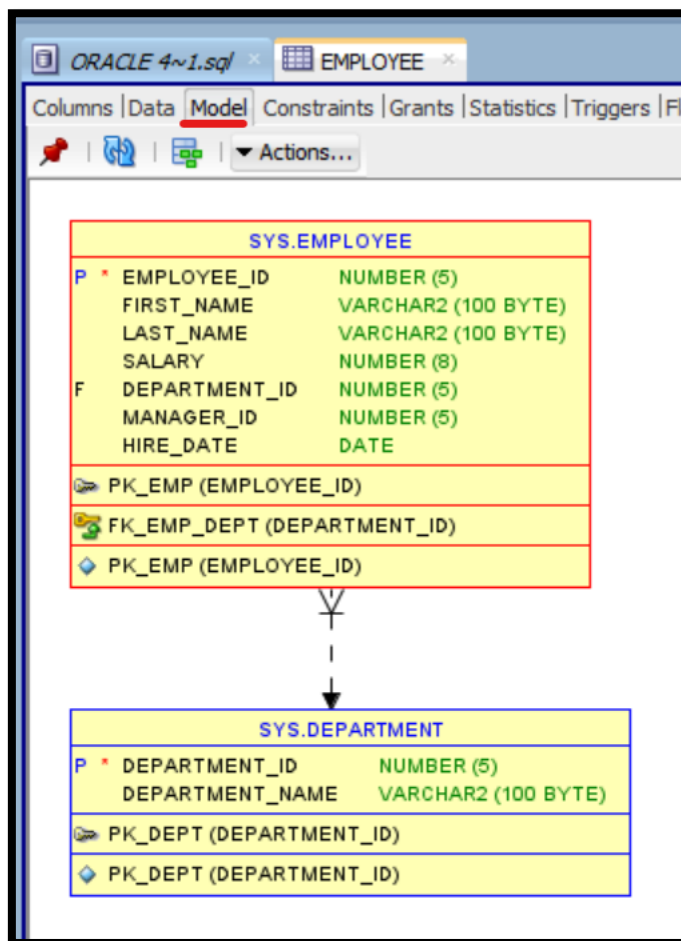 ORACLE 4~1.sql × EMPLOYEE ×
Columns | Data | Model | Constraints | Grants | Statistics | Triggers |
Actions...
SYS.EMPLOYEE
P * EMPLOYEE_ID NUMBER (5)
FIRST_NAME VARCHAR2 (100 BYTE)
LAST_NAME VARCHAR2 (100 BYTE)
SALARY NUMBER (8)
F DEPARTMENT_ID NUMBER (5)
MANAGER_ID NUMBER (5)
HIRE_DATE DATE
PK_EMP (EMPLOYEE_ID)
FK_EMP_DEPT (DEPARTMENT_ID)
PK_EMP (EMPLOYEE_ID)
SYS.DEPARTMENT
P * DEPARTMENT_ID NUMBER (5)
DEPARTMENT_NAME VARCHAR2 (100 BYTE)
PK_DEPT (DEPARTMENT_ID)
PK_DEPT (DEPARTMENT_ID)